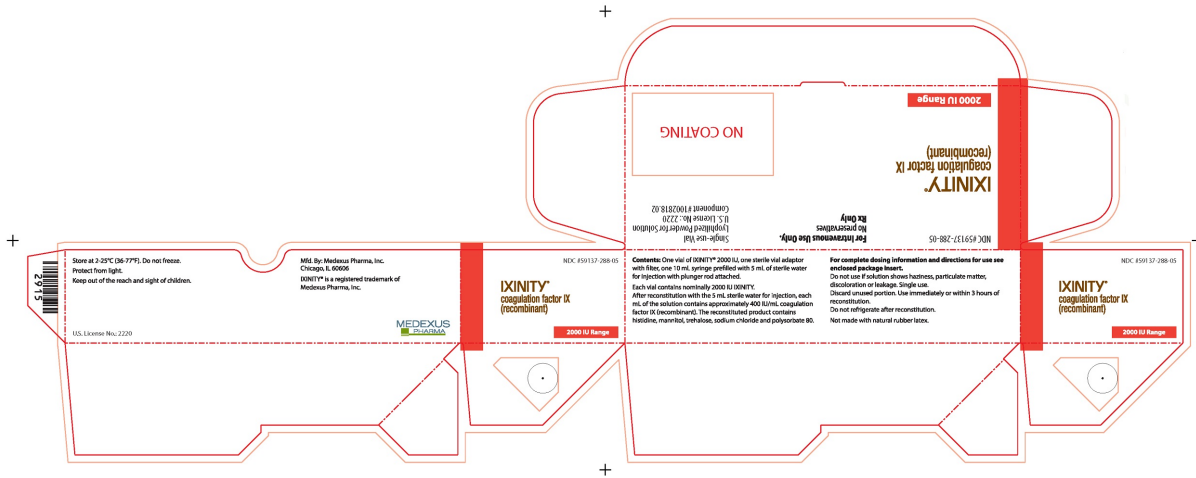 2000 IU Range
NO COATING
IXINITY®
coagulation factor IX
(recombinant)
Single-use Vial
Lyophilized Powder for Solution
U.S. License No.: 2220
Component #1002818.02
For Intravenous Use Only.
No preservatives
Rx Only
NDC #59137-288-05
2915
Store at 2-25°C (36-77°F). Do not freeze.
Protect from light.
Keep out of the reach and sight of children.
U.S. License No.: 2220
Mfd. By: Medexus Pharma, Inc.
Chicago, IL 60606
IXINITY® is a registered trademark of
Medexus Pharma, Inc.
MEDEXUS
PHARMA
NDC #59137-288-05
IXINITY®
coagulation factor IX
(recombinant)
2000 IU Range
Contents: One vial of IXINITY® 2000 IU, one sterile vial adaptor
with filter, one 10 mL syringe prefilled with 5 mL of sterile water
for injection with plunger rod attached.
Each vial contains nominally 2000 IU IXINITY.
After reconstitution with the 5 mL sterile water for injection, each
mL of the solution contains approximately 400 IU/mL coagulation
factor IX (recombinant). The reconstituted product contains
histidine, mannitol, trehalose, sodium chloride and polysorbate 80.
For complete dosing information and directions for use see
enclosed package insert.
Do not use if solution shows haziness, particulate matter,
discoloration or leakage. Single use.
Discard unused portion. Use immediately or within 3 hours of
reconstitution.
Do not refrigerate after reconstitution.
Not made with natural rubber latex.
NDC #59137-288-05
IXINITY®
coagulation factor IX
(recombinant)
2000 IU Range